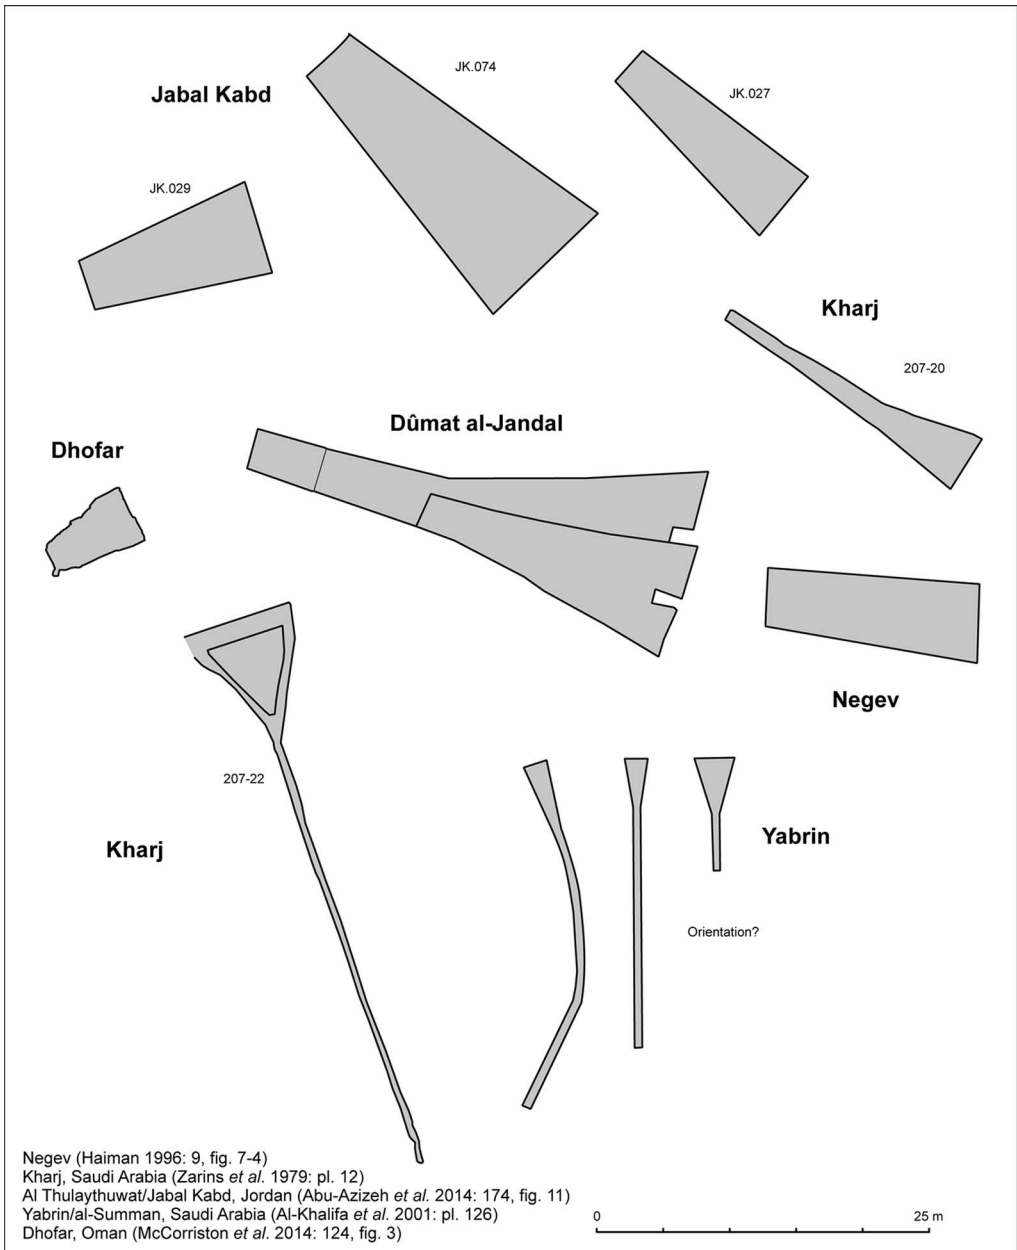 JK.074
Jabal Kabd
JK.027
JK.029
Kharj
207-20
Dûmat al-Jandal
Dhofar
Negev
207-22
Kharj
Yabrin
Orientation?
Negev (Haiman 1996: 9, fig. 7-4)
Kharj, Saudi Arabia (Zarins et al. 1979: pl. 12)
Al Thulaythuwat/Jabal Kabd, Jordan (Abu-Azizeh et al. 2014: 174, fig. 11)
Yabrin/al-Summan, Saudi Arabia (Al-Khalifa et al. 2001: pl. 126)
Dhofar, Oman (McCorriston et al. 2014: 124, fig. 3)
0 25 m